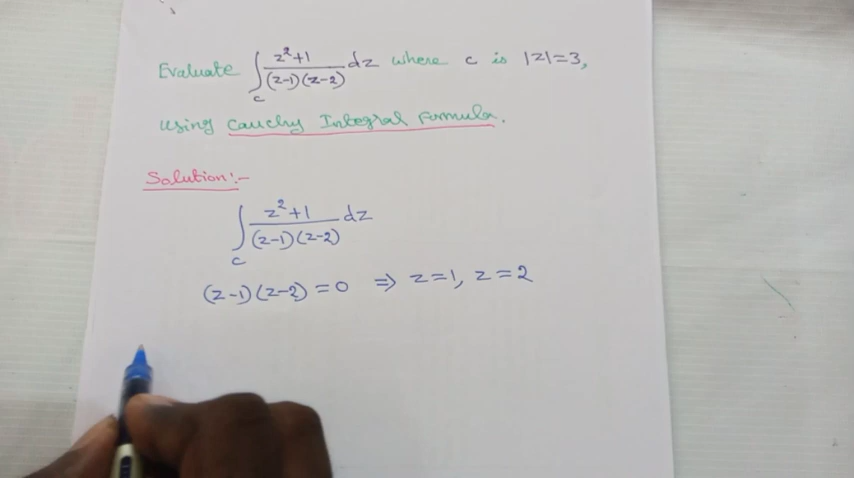 Evaluate ∫_c (z²+1)/((z-1)(z-2)) dz where c is |z|=3,
using Cauchy Integral Formula.
Solution:-
∫_c (z²+1)/((z-1)(z-2)) dz
(z-1)(z-2) = 0 ⇒ z=1, z=2